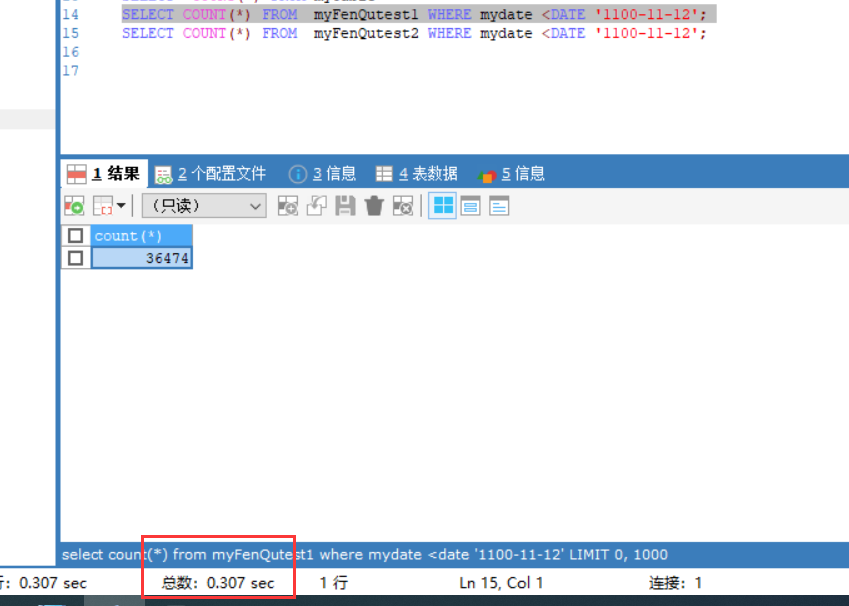 14 SELECT COUNT(*) FROM myFenQutest1 WHERE mydate <DATE '1100-11-12';
15 SELECT COUNT(*) FROM myFenQutest2 WHERE mydate <DATE '1100-11-12';
16
17
1 结果 2 个配置文件 3 信息 4 表数据 5 信息
（只读）
count(*)
36474
select count(*) from myFenQutest1 where mydate <date '1100-11-12' LIMIT 0, 1000
行: 0.307 sec 总数: 0.307 sec 1 行 Ln 15, Col 1 连接: 1